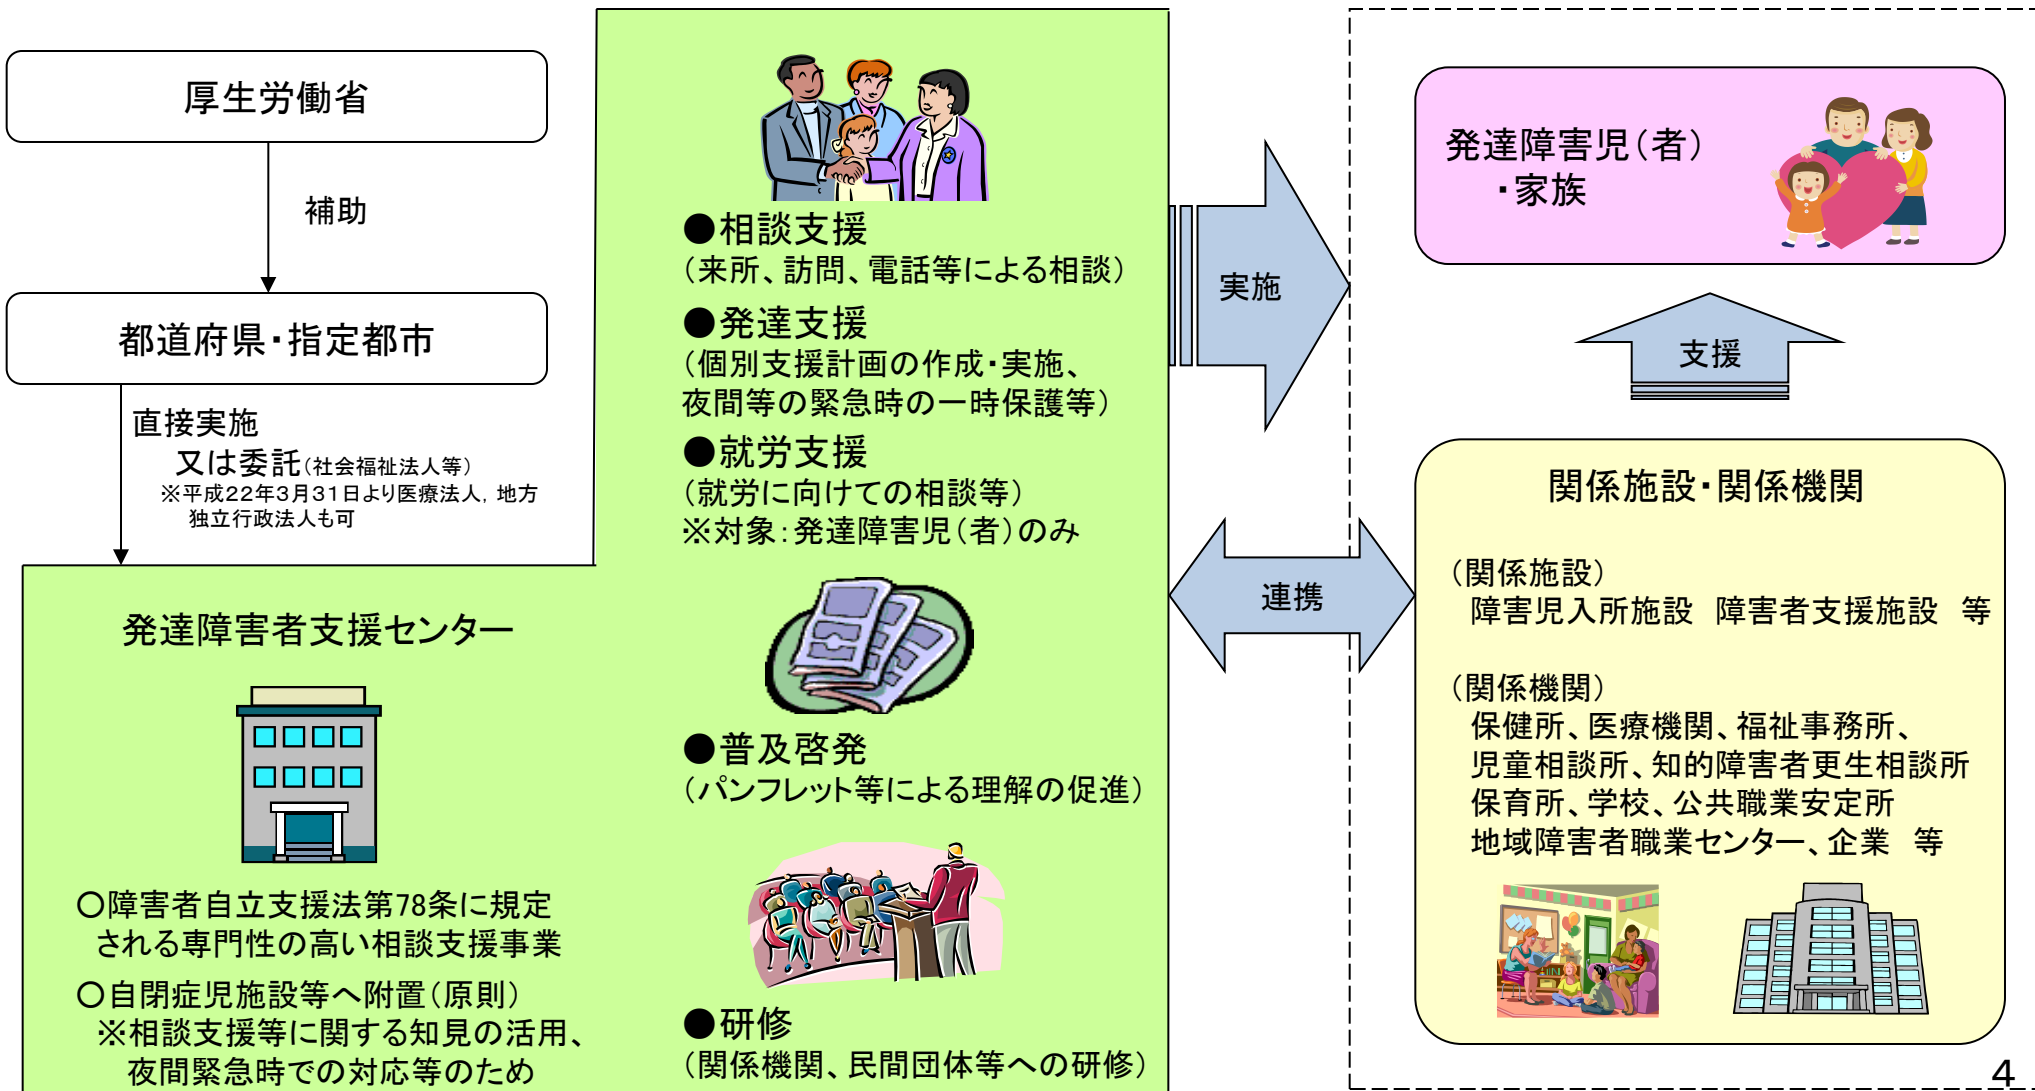 厚生労働省
補助
都道府県・指定都市
直接実施
又は委託(社会福祉法人等)
※平成22年3月31日より医療法人,地方
独立行政法人も可
発達障害者支援センター
○障害者自立支援法第78条に規定
される専門性の高い相談支援事業
○自閉症児施設等へ附置(原則)
※相談支援等に関する知見の活用、
夜間緊急時での対応等のため
●相談支援
(来所、訪問、電話等による相談)
●発達支援
(個別支援計画の作成・実施、
夜間等の緊急時の一時保護等)
●就労支援
(就労に向けての相談等)
※対象:発達障害児(者)のみ
●普及啓発
(パンフレット等による理解の促進)
●研修
(関係機関、民間団体等への研修)
実施
連携
発達障害児(者)
・家族
支援
関係施設・関係機関
(関係施設)
障害児入所施設 障害者支援施設 等
(関係機関)
保健所、医療機関、福祉事務所、
児童相談所、知的障害者更生相談所
保育所、学校、公共職業安定所
地域障害者職業センター、企業 等
4